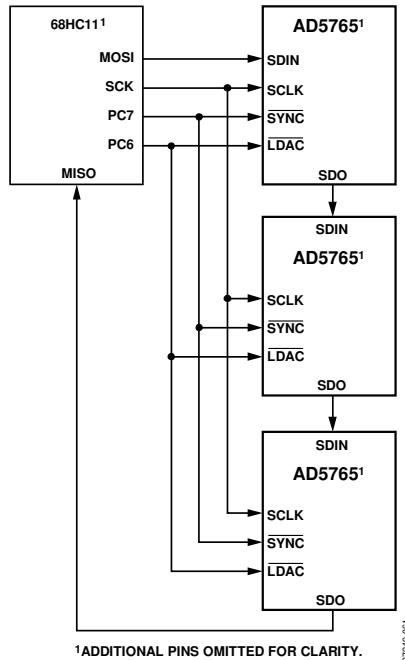 68HC11¹
MOSI
SCK
PC7
PC6
MISO
AD5765¹
SDIN
SCLK
SYNC
LDAC
SDO
SDIN
AD5765¹
SCLK
SYNC
LDAC
SDO
SDIN
AD5765¹
SCLK
SYNC
LDAC
SDO
¹ADDITIONAL PINS OMITTED FOR CLARITY.